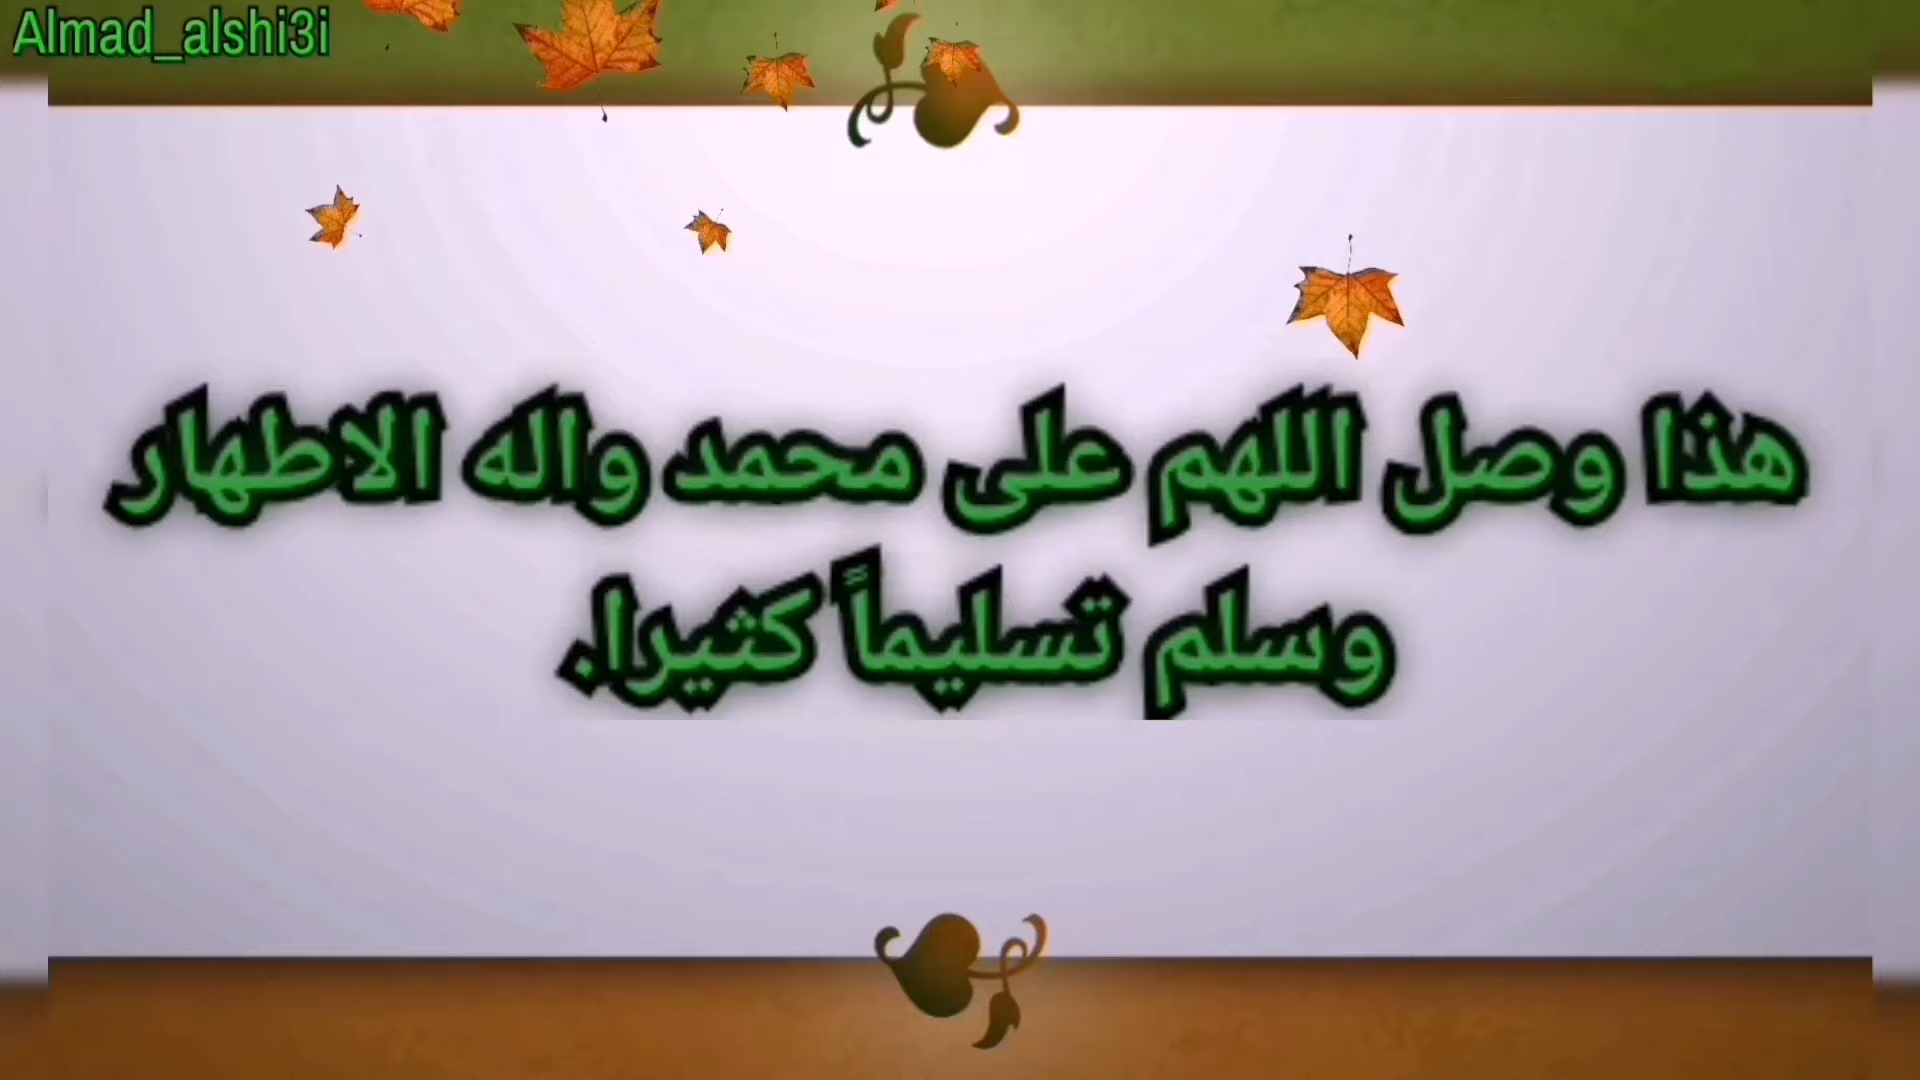 Almad_alshi3i
هذا وصل اللهم على محمد واله الاطهار
وسلم تسليماً كثيرا.